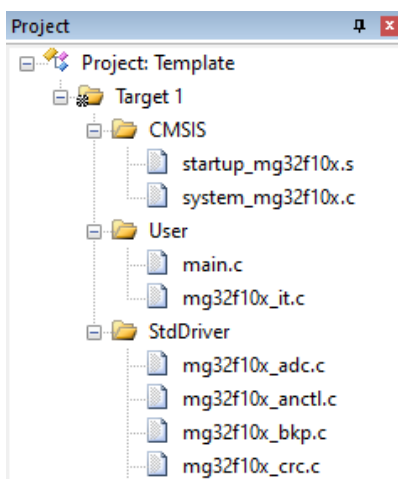 Project
Project: Template
Target 1
CMSIS
startup_mg32f10x.s
system_mg32f10x.c
User
main.c
mg32f10x_it.c
StdDriver
mg32f10x_adc.c
mg32f10x_anctl.c
mg32f10x_bkp.c
mg32f10x_crc.c